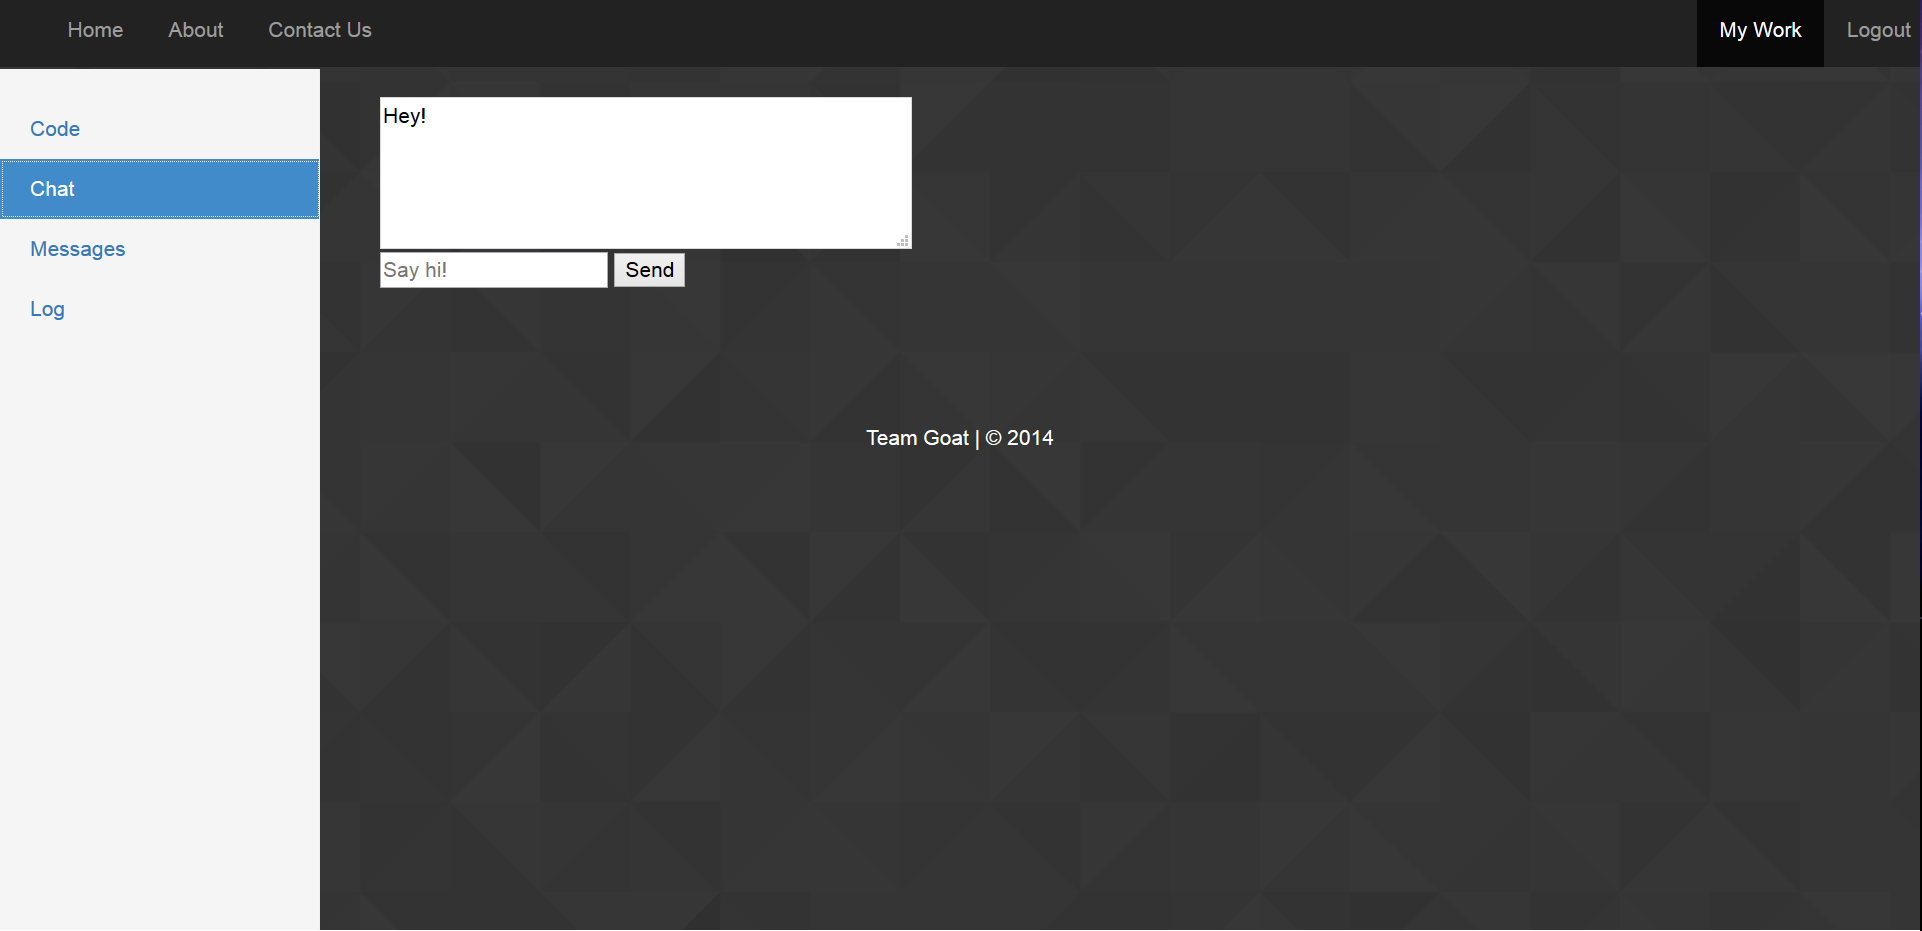 Home About Contact Us My Work Logout
Code
Chat
Messages
Log
Hey!
Say hi! Send
Team Goat | © 2014